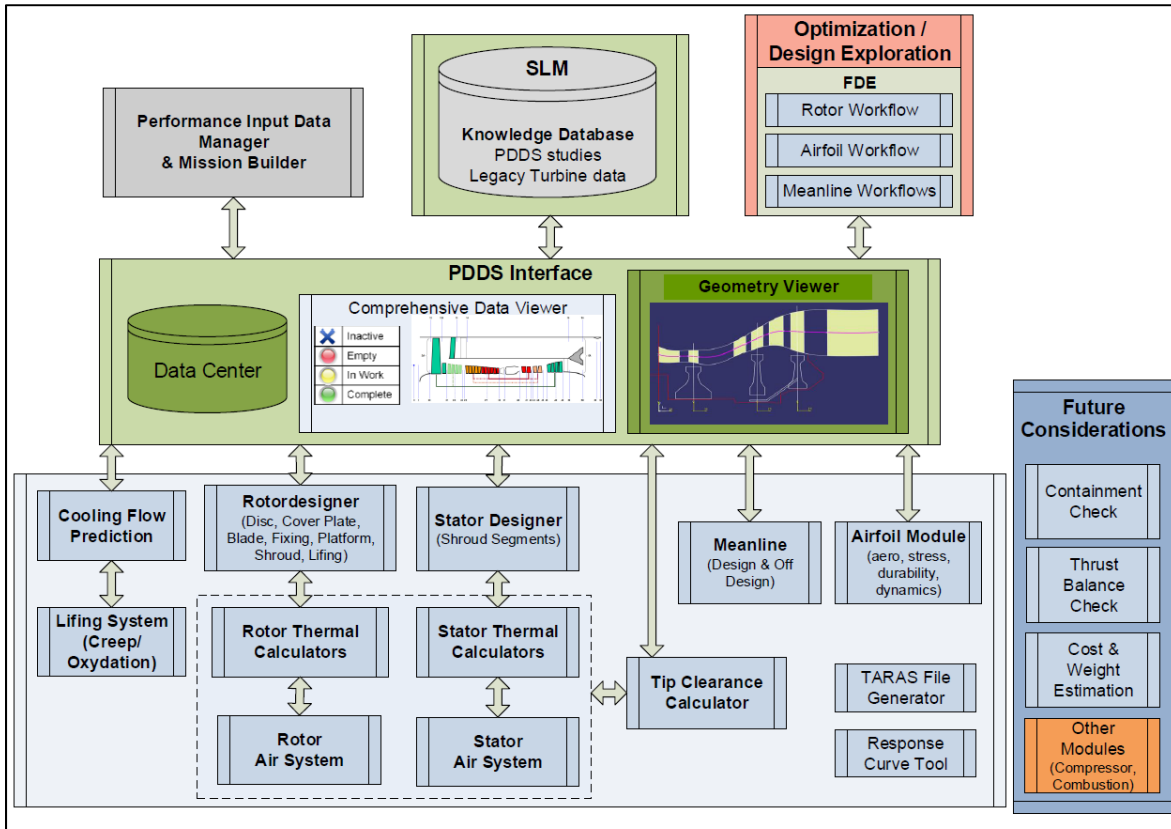 Performance Input Data
Manager
& Mission Builder
SLM
Knowledge Database
PDDS studies
Legacy Turbine data
Optimization /
Design Exploration
FDE
Rotor Workflow
Airfoil Workflow
Meanline Workflows
PDDS Interface
Data Center
Comprehensive Data Viewer
Inactive
Empty
In Work
Complete
Geometry Viewer
Cooling Flow
Prediction
Lifing System
(Creep/
Oxydation)
Rotordesigner
(Disc, Cover Plate,
Blade, Fixing, Platform,
Shroud, Lifing)
Stator Designer
(Shroud Segments)
Rotor Thermal
Calculators
Stator Thermal
Calculators
Rotor
Air System
Stator
Air System
Tip Clearance
Calculator
Meanline
(Design & Off
Design)
Airfoil Module
(aero, stress,
durability,
dynamics)
TARAS File
Generator
Response
Curve Tool
Future
Considerations
Containment
Check
Thrust
Balance
Check
Cost &
Weight
Estimation
Other
Modules
(Compressor,
Combustion)